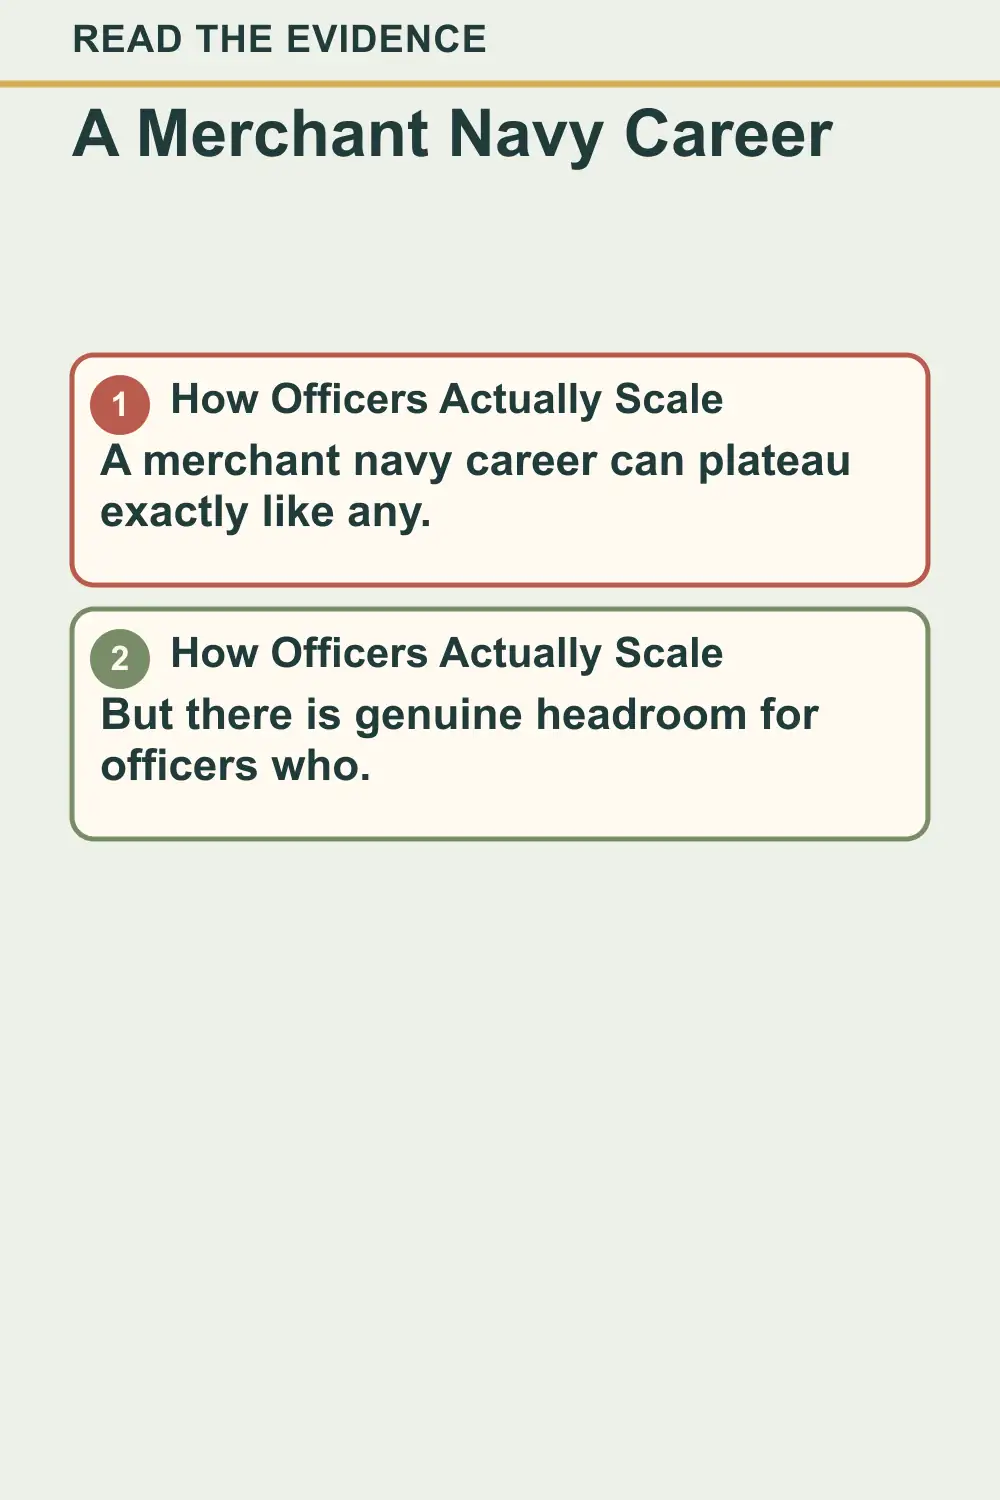 READ THE EVIDENCE
A Merchant Navy Career
1 How Officers Actually Scale
A merchant navy career can plateau
exactly like any.
2 How Officers Actually Scale
But there is genuine headroom for
officers who.